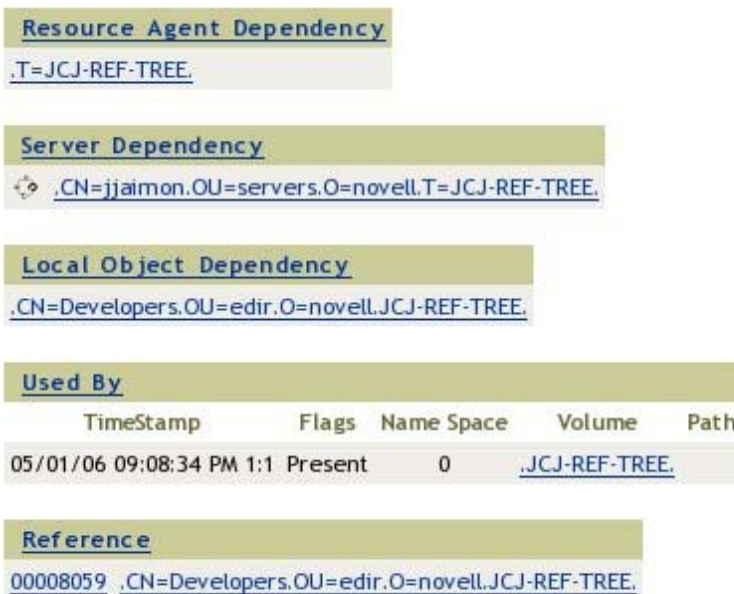 Resource Agent Dependency
.T=JCJ-REF-TREE.
Server Dependency
.CN=jjaimon.OU=servers.O=novell.T=JCJ-REF-TREE.
Local Object Dependency
.CN=Developers.OU=edir.O=novell.JCJ-REF-TREE.
Used By
TimeStamp Flags Name Space Volume Path
05/01/06 09:08:34 PM 1:1 Present 0 .JCJ-REF-TREE.
Reference
00008059 .CN=Developers.OU=edir.O=novell.JCJ-REF-TREE.